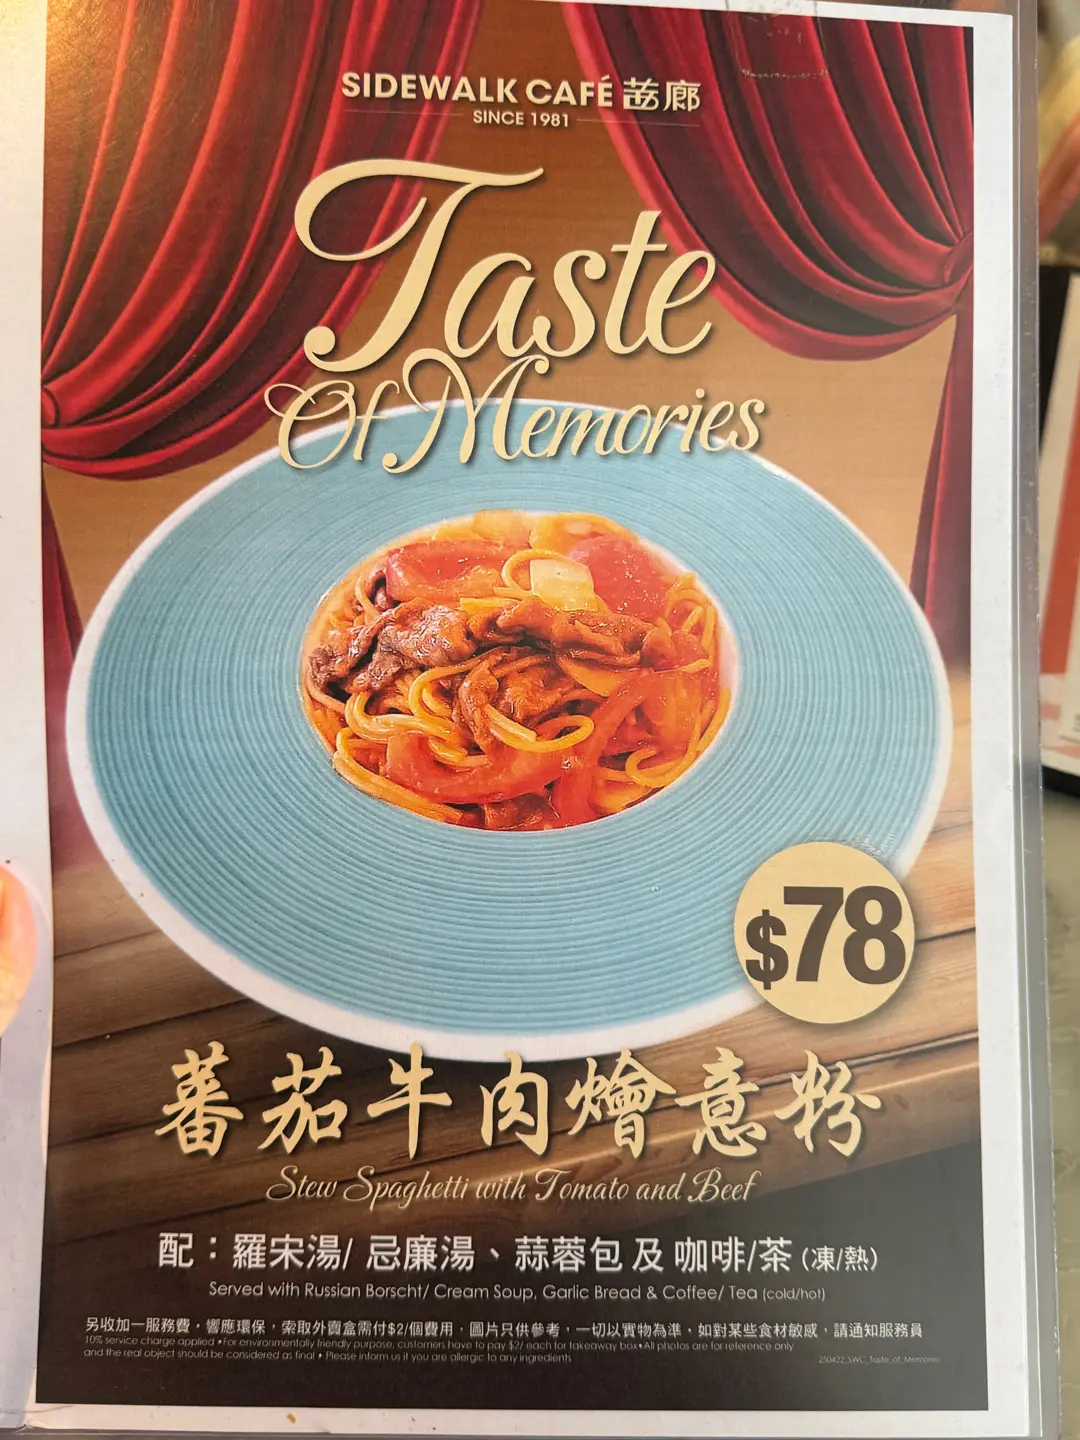 SIDEWALK CAFÉ 茜廊
SINCE 1981
Taste
Of Memories
$78
蕃茄牛肉燴意粉
Stew Spaghetti with Tomato and Beef
配：羅宋湯/ 忌廉湯、蒜蓉包 及 咖啡/茶 (凍/熱)
Served with Russian Borscht/ Cream Soup, Garlic Bread & Coffee/ Tea (cold/hot)
另收加一服務費，響應環保，索取外賣盒需付$2/個費用，圖片只供參考，一切以實物為準，如對某些食材敏感，請通知服務員
10% service charge applied •For environmentally friendly purpose, customers have to pay $2/ each for takeaway box•All photos are for reference only
and the real object should be considered as final • Please inform us if you are allergic to any ingredients
250422_SWC_Taste_of_Memories